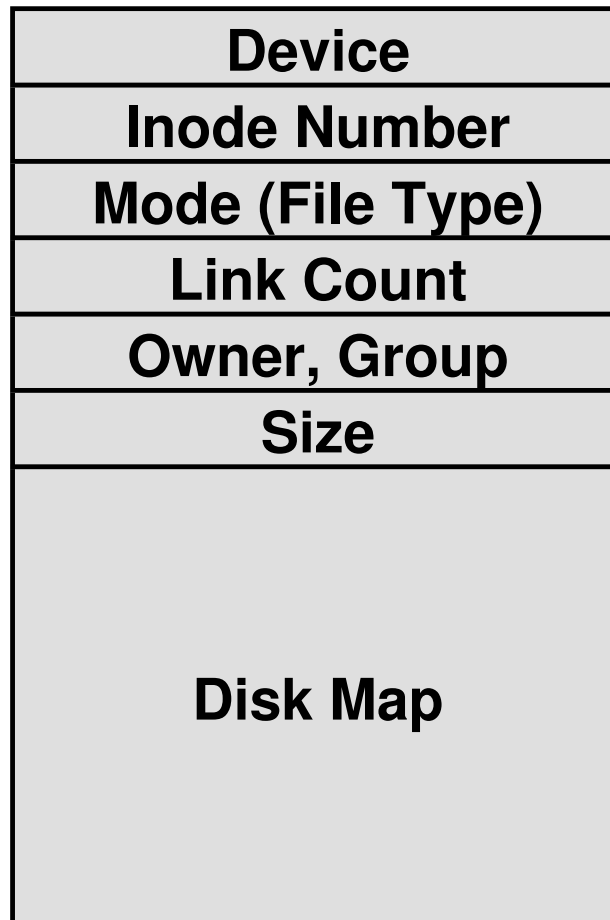 Device
Inode Number
Mode (File Type)
Link Count
Owner, Group
Size
Disk Map